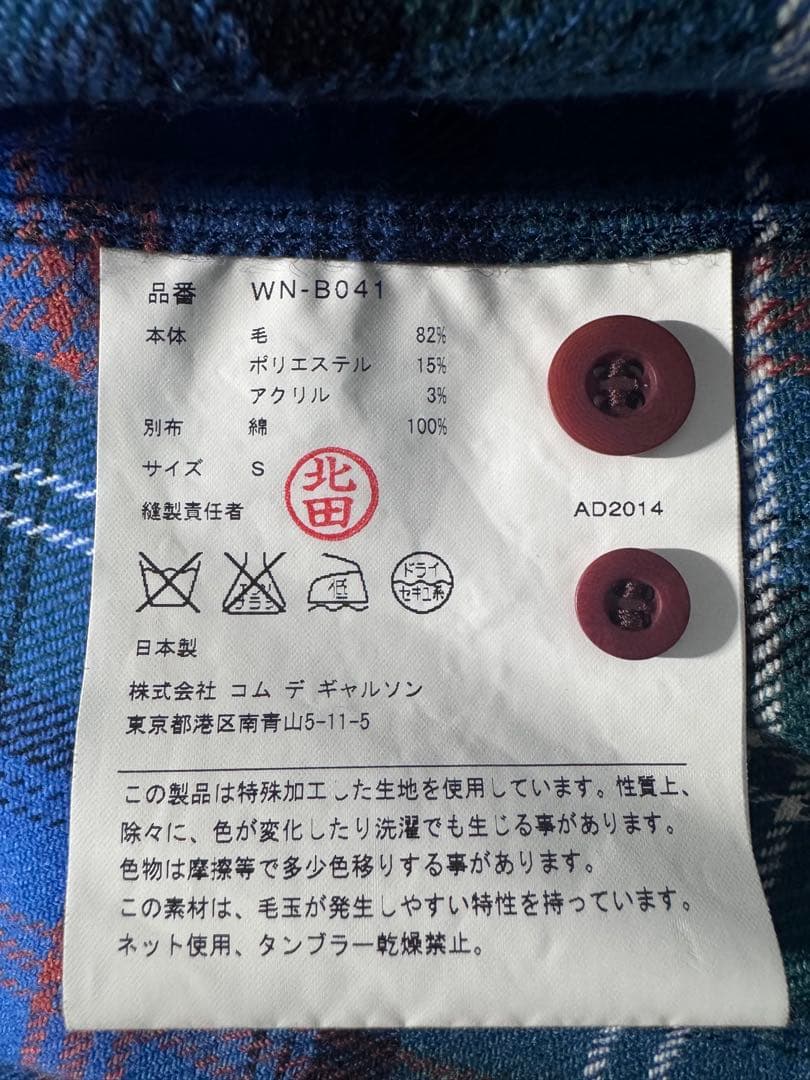 品番 WN-B041
本体 毛 82%
ポリエステル 15%
アクリル 3%
別布 綿 100%
サイズ S
北田
縫製責任者
AD2014
エンソ
ブラシ
低
ドライ
セキユ系
日本製
株式会社 コム デ ギャルソン
東京都港区南青山5-11-5
この製品は特殊加工した生地を使用しています。性質上、
除々に、色が変化したり洗濯でも生じる事があります。
色物は摩擦等で多少色移りする事があります。
この素材は、毛玉が発生しやすい特性を持っています。
ネット使用、タンブラー乾燥禁止。